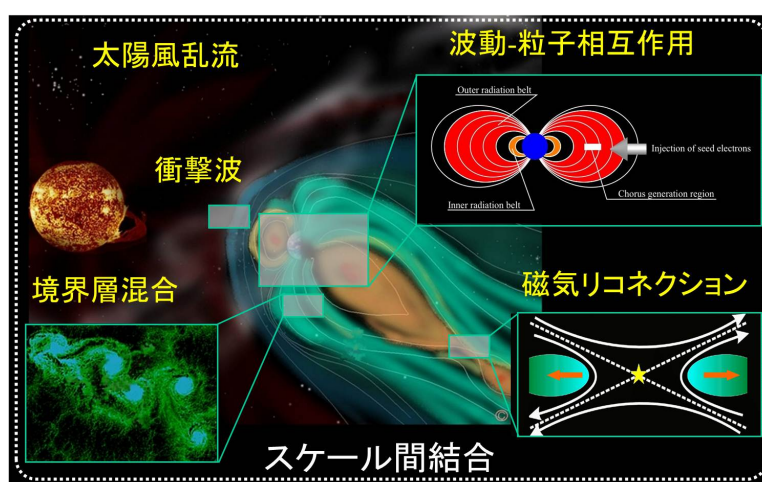 太陽風乱流
波動-粒子相互作用
Outer radiation belt
Injection of seed electrons
Chorus generation region
Inner radiation belt
衝撃波
境界層混合
磁気リコネクション
©
スケール間結合